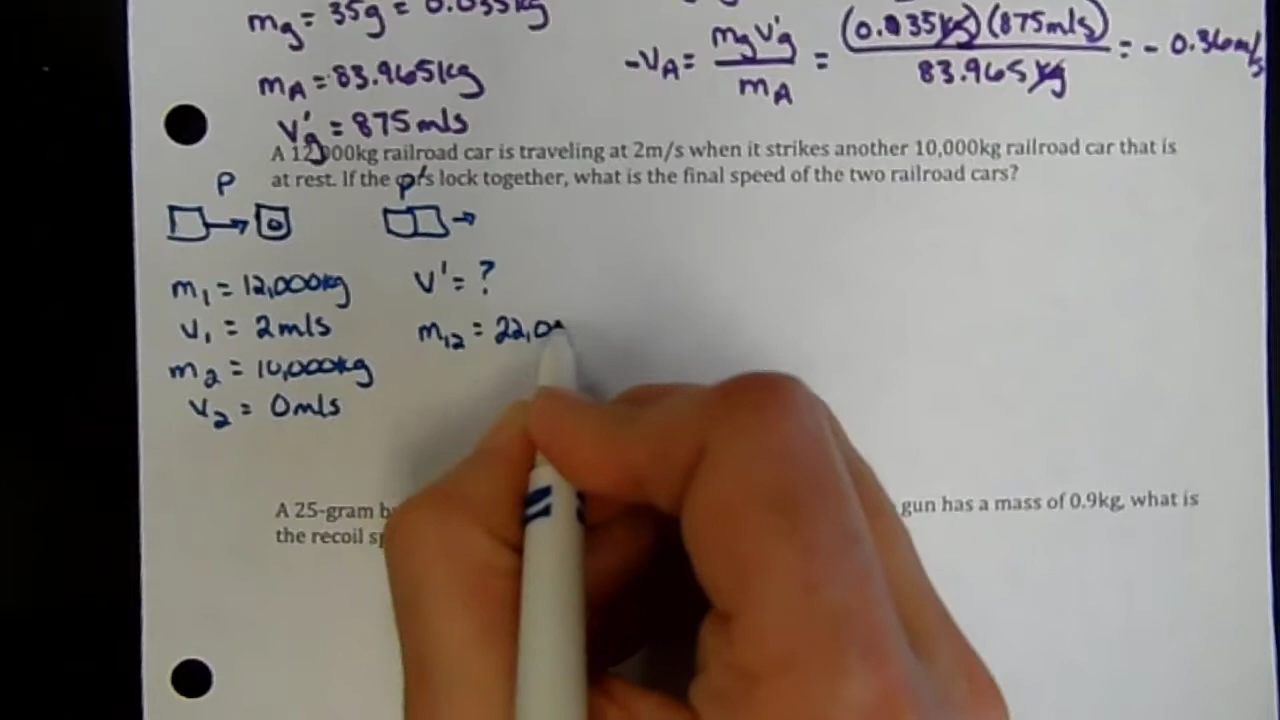 mg = 35g = 0.035kg
-vA = mgv'g / mA = (0.035kg)(875m/s) / 83.965kg = - 0.36m/s
mA = 83.965kg
v'g = 875m/s
A 12,000kg railroad car is traveling at 2m/s when it strikes another 10,000kg railroad car that is
at rest. If the lock together, what is the final speed of the two railroad cars?
P P'
m1 = 12,000kg v' = ?
v1 = 2m/s m12 = 22,0
m2 = 10,000kg
v2 = 0m/s
A 25-gram gun has a mass of 0.9kg, what is
the recoil